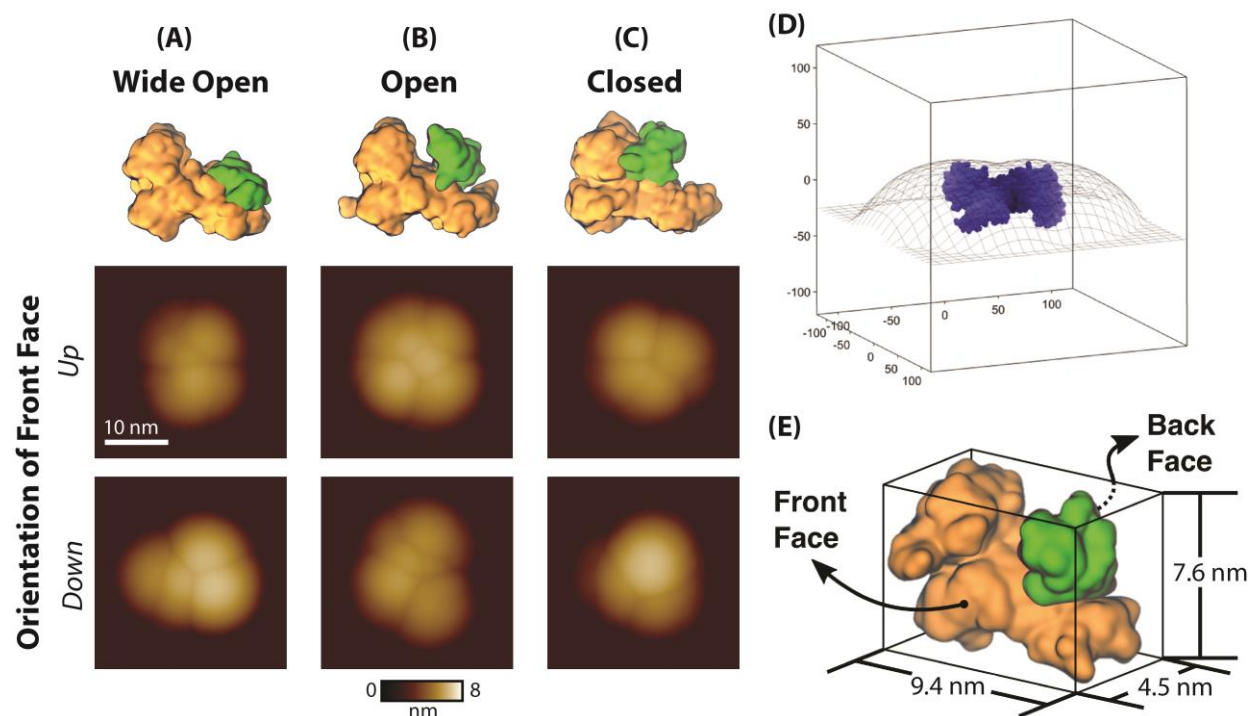 (A)
Wide Open
(B)
Open
(C)
Closed
Orientation of Front Face
Up
Down
10 nm
0
8
nm
(D)
100
50
0
-50
-100
-100
-50
0
50
100
-100
-50
0
50
100
(E)
Front
Face
Back
Face
7.6 nm
9.4 nm
4.5 nm